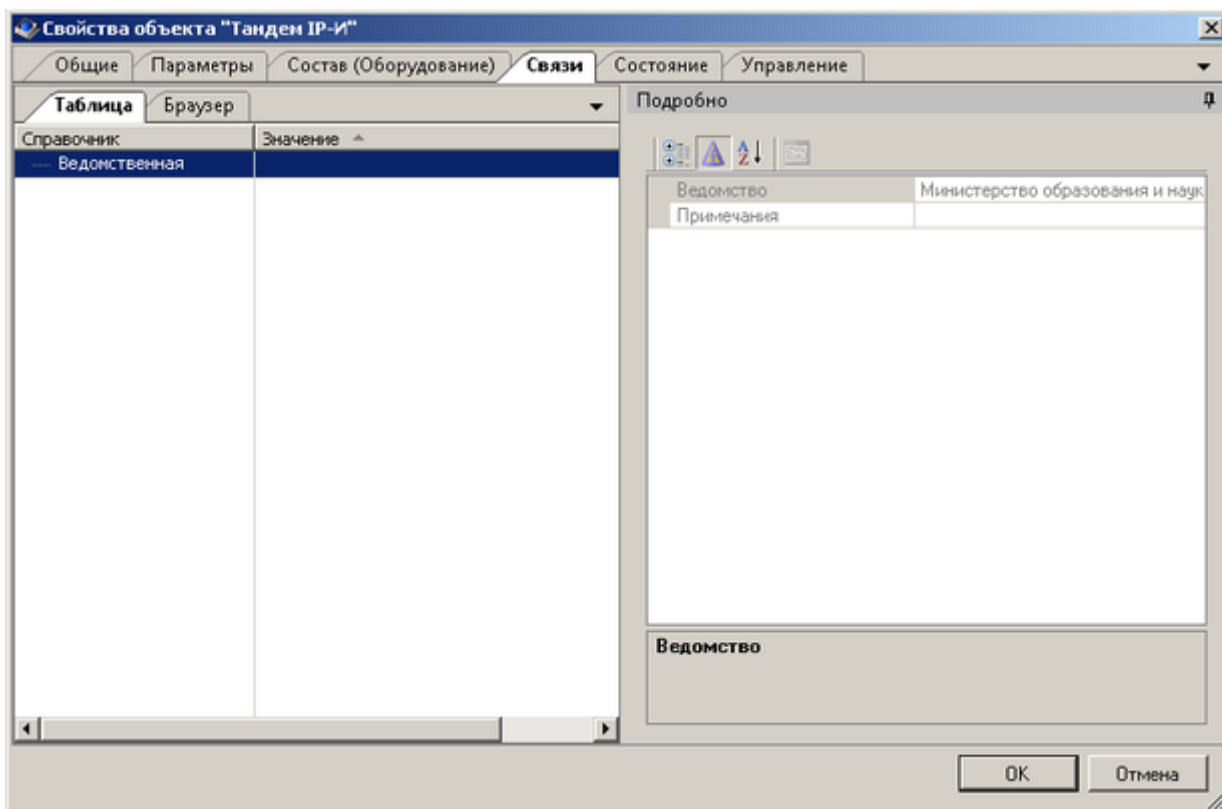 Свойства объекта "Тандем IP-И"
Общие Параметры Состав (Оборудование) Связи Состояние Управление
Таблица Браузер
Справочник Значение
Ведомственная
Подробно
Ведомство Министерство образования и наук
Примечания
Ведомство
OK Отмена